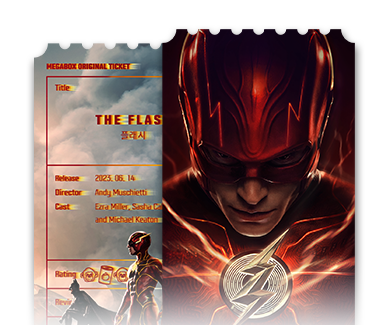 MEGABOX ORIGINAL TICKET
Title
THE FLAS
플래시
Release 2023. 06. 14
Director Andy Muschietti
Cast Ezra Miller, Sasha
and Michael Keaton
Rating
Review